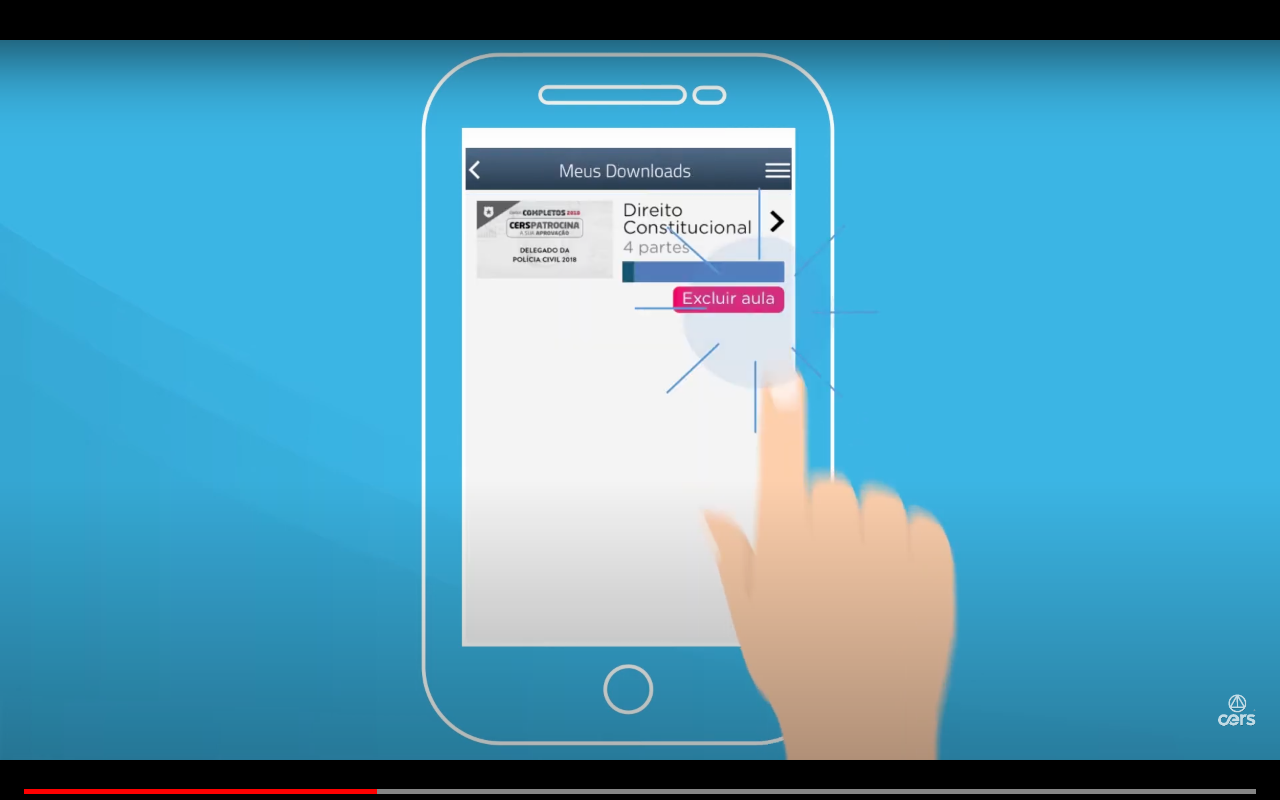 Meus Downloads
COMPLETOS 2018
CERSPATROCINA
A SUA APROVAÇÃO
DELEGADO DA
POLÍCIA CIVIL 2018
Direito
Constitucional
4 partes
Excluir aula
cers